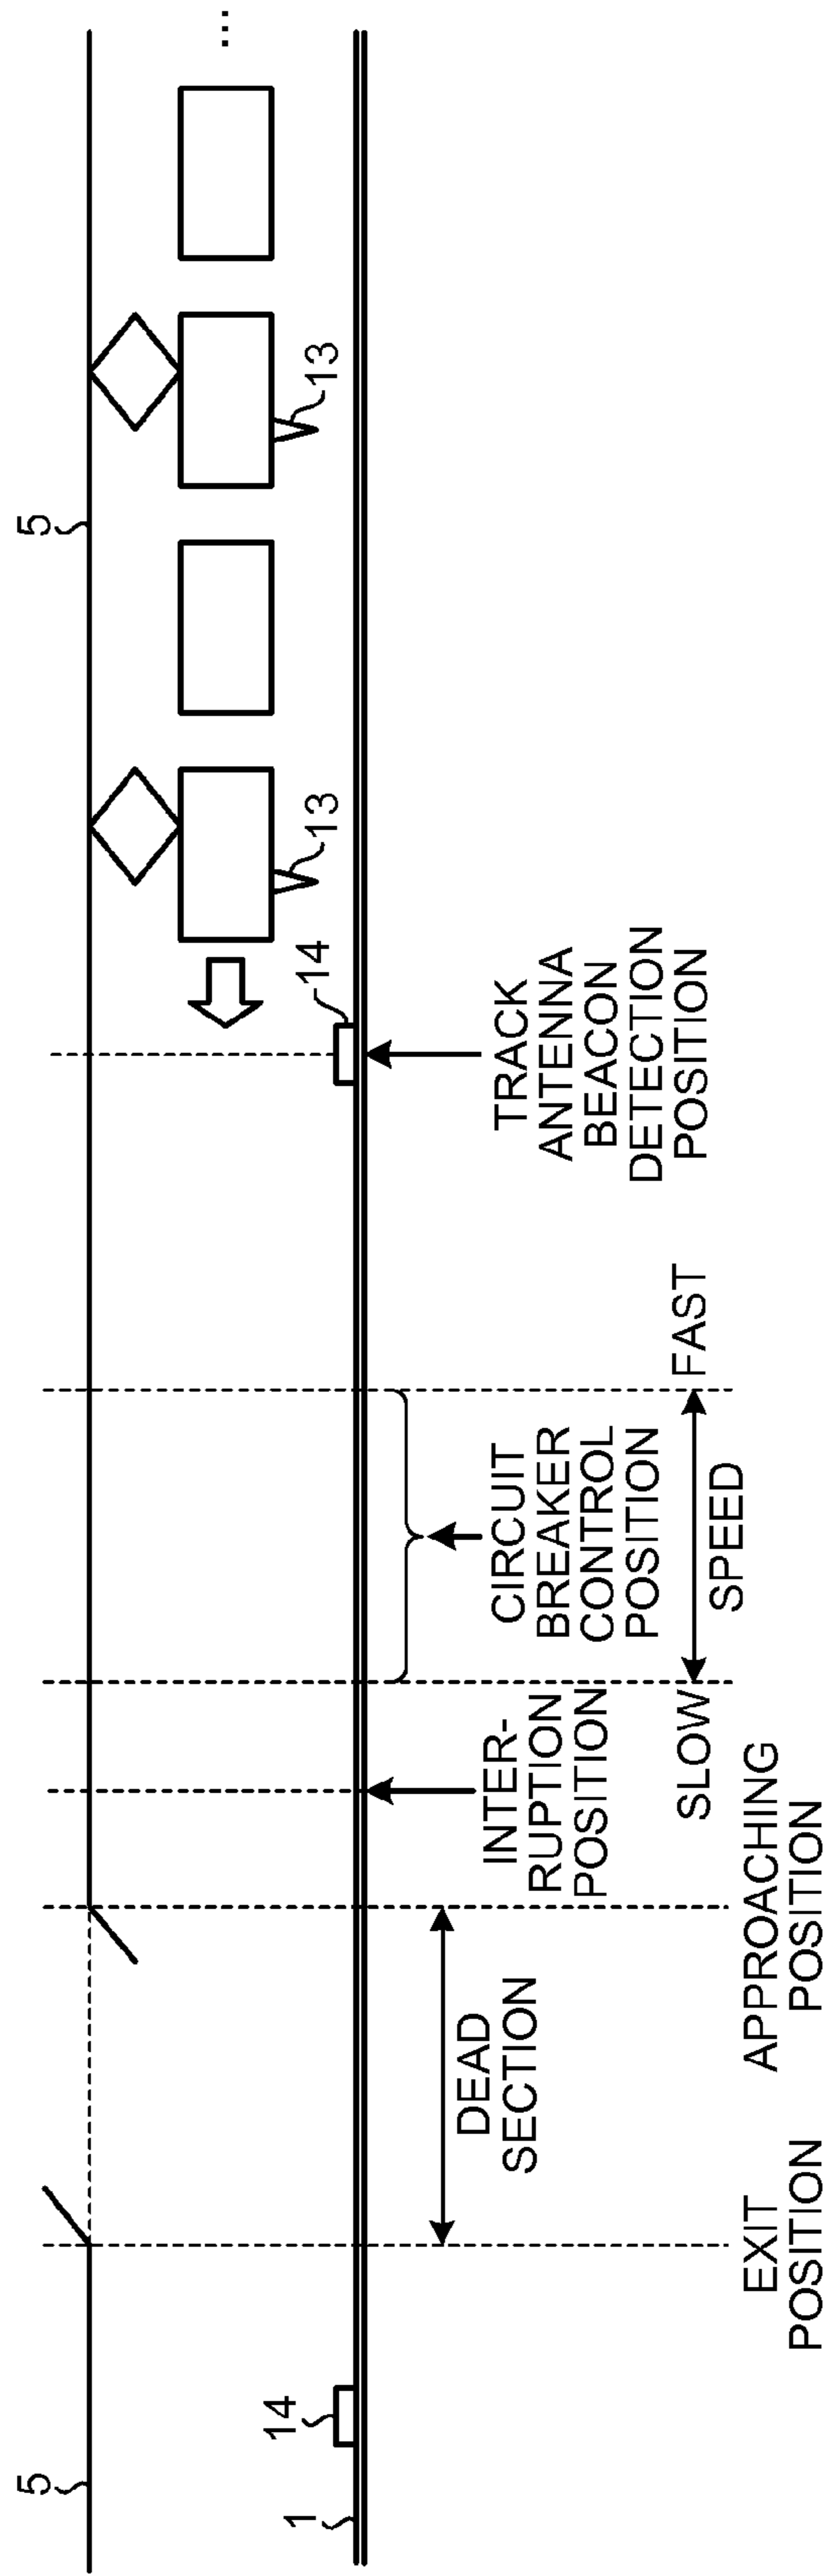 5
5
...
13
13
14
14
1
TRACK
ANTENNA
BEACON
DETECTION
POSITION
CIRCUIT
BREAKER
CONTROL
POSITION
INTER-
RUPTION
POSITION
DEAD
SECTION
SLOW
FAST
SPEED
EXIT
POSITION
APPROACHING
POSITION